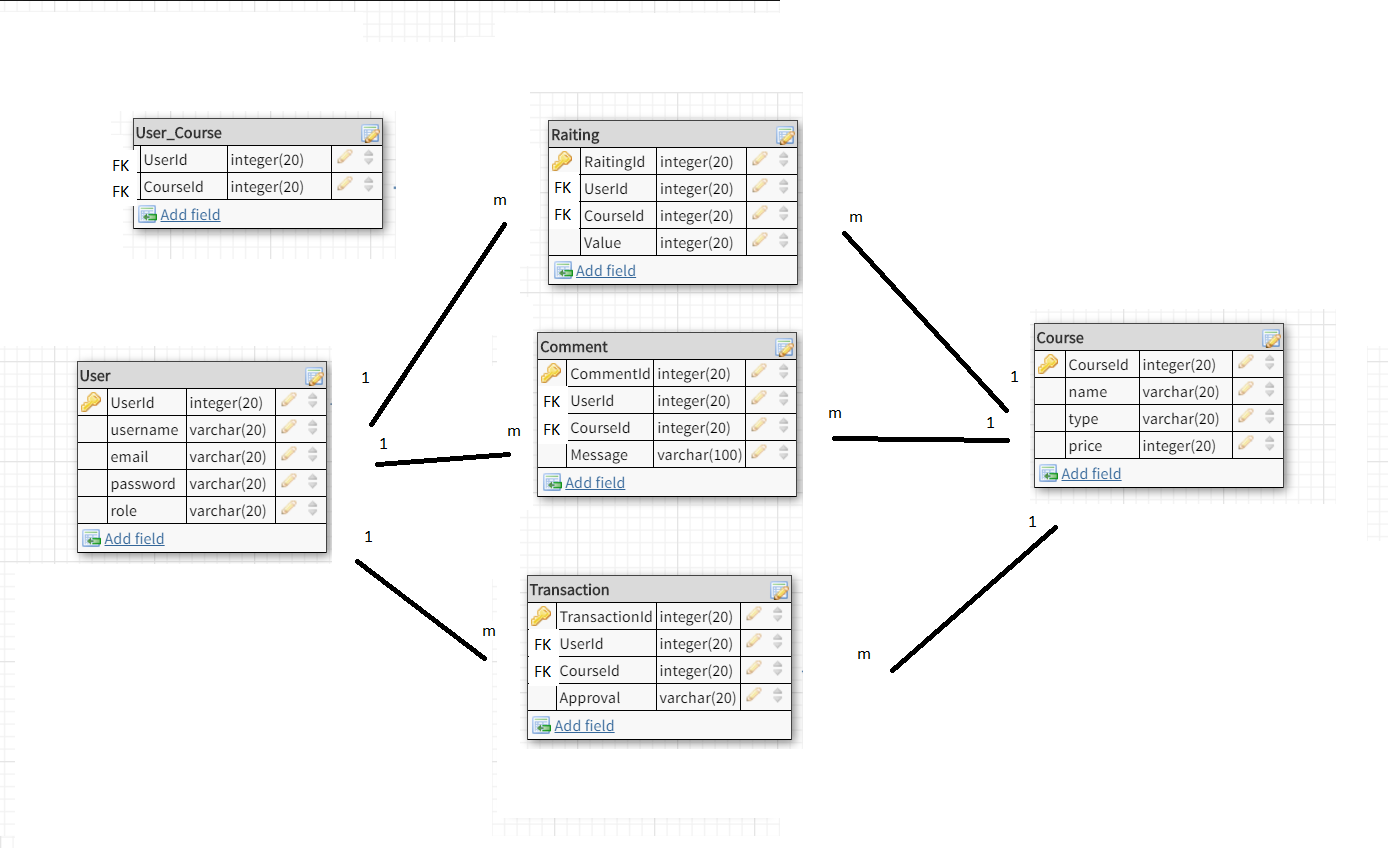 User_Course
FK UserId integer(20)
FK CourseId integer(20)
Add field
Raiting
RaitingId integer(20)
FK UserId integer(20)
FK CourseId integer(20)
Value integer(20)
Add field
m
m
1
1
Course
CourseId integer(20)
name varchar(20)
type varchar(20)
price integer(20)
Add field
User
UserId integer(20)
username varchar(20)
email varchar(20)
password varchar(20)
role varchar(20)
Add field
Comment
CommentId integer(20)
FK UserId integer(20)
FK CourseId integer(20)
Message varchar(100)
Add field
1
m
m
1
1
m
m
1
Transaction
TransactionId integer(20)
FK UserId integer(20)
FK CourseId integer(20)
Approval varchar(20)
Add field